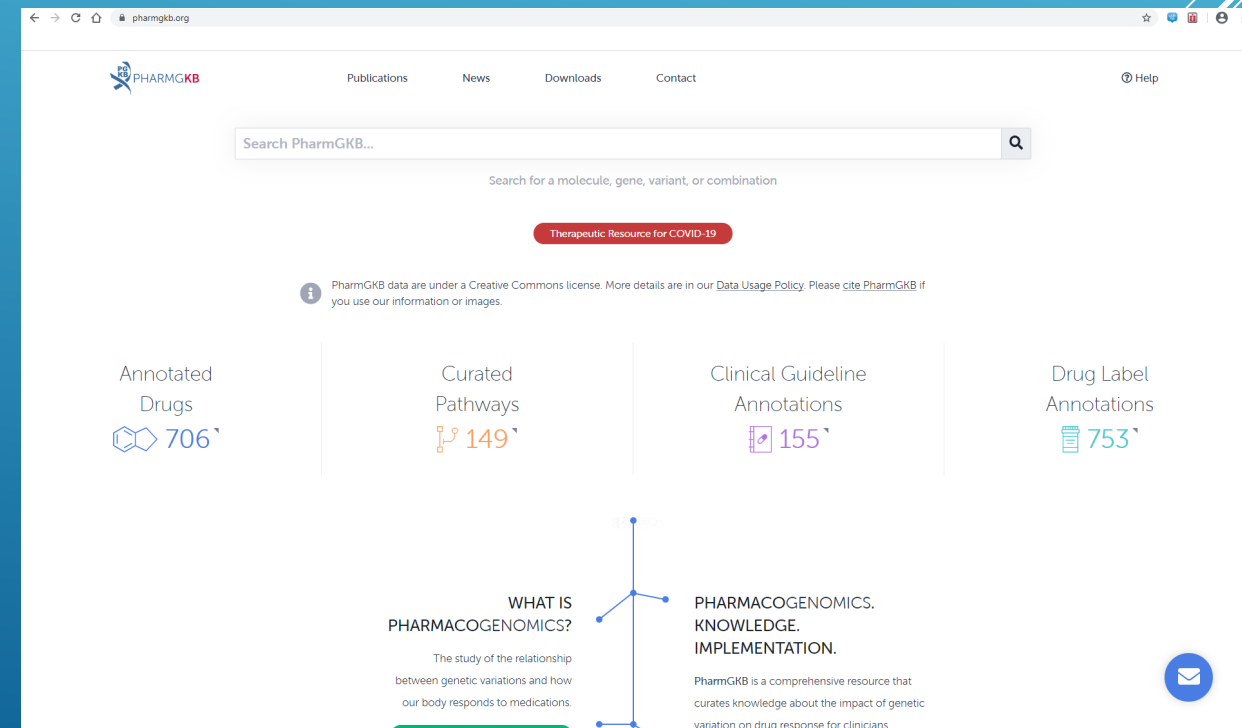 pharmgkb.org
PG
KB
PHARMGKB
Publications
News
Downloads
Contact
Help
Search PharmGKB...
Search for a molecule, gene, variant, or combination
Therapeutic Resource for COVID-19
PharmGKB data are under a Creative Commons license. More details are in our Data Usage Policy. Please cite PharmGKB if
you use our information or images.
Annotated
Drugs
706
Curated
Pathways
149
Clinical Guideline
Annotations
155
Drug Label
Annotations
753
WHAT IS
PHARMACOGENOMICS?
The study of the relationship
between genetic variations and how
our body responds to medications.
PHARMACOGENOMICS.
KNOWLEDGE.
IMPLEMENTATION.
PharmGKB is a comprehensive resource that
curates knowledge about the impact of genetic
variation on drug response for clinicians